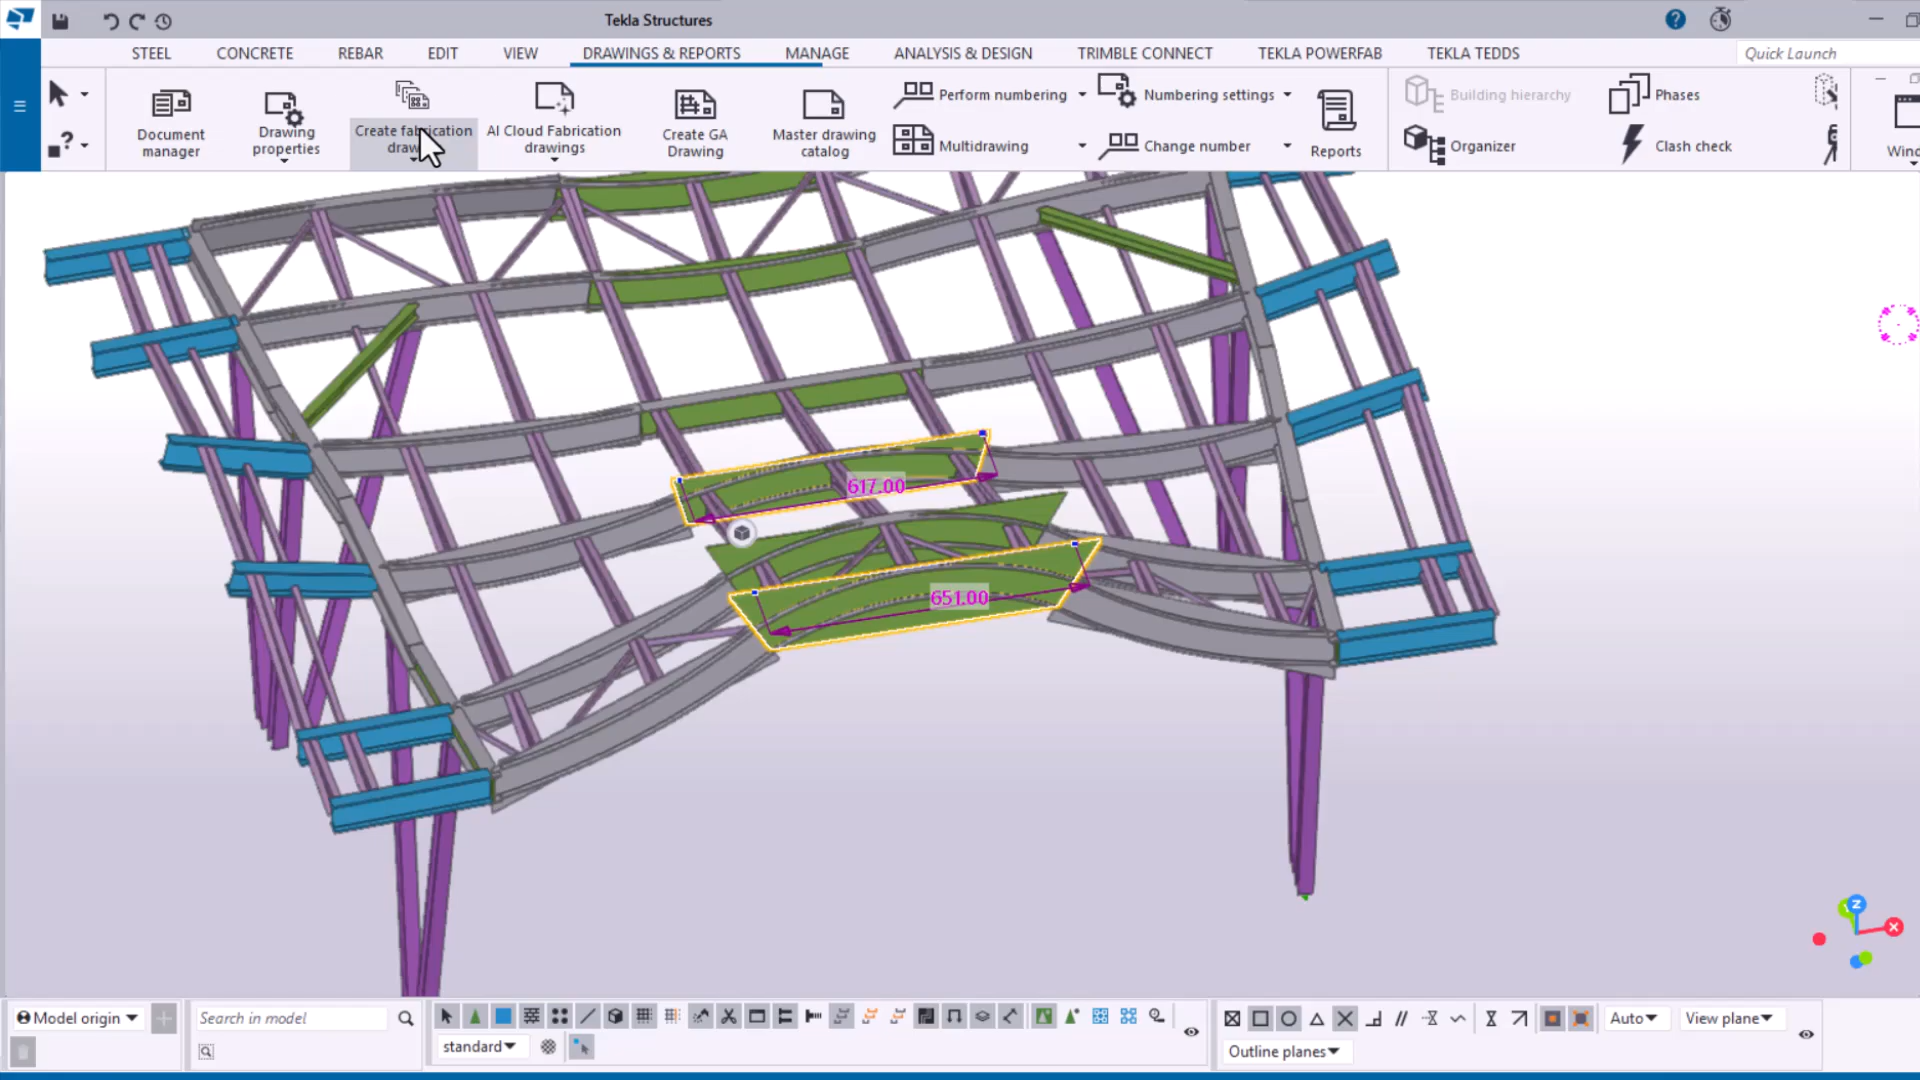 Tekla Structures
STEEL
CONCRETE
REBAR
EDIT
VIEW
DRAWINGS & REPORTS
MANAGE
ANALYSIS & DESIGN
TRIMBLE CONNECT
TEKLA POWERFAB
TEKLA TEDDS
Quick Launch
Document
manager
Drawing
properties
Create fabrication
AI Cloud Fabrication
drawings
Create GA
Drawing
Master drawing
catalog
Perform numbering
Multidrawing
Numbering settings
Change number
Reports
Building hierarchy
Organizer
Phases
Clash check
617.00
651.00
Z
X
Model origin
Search in model
standard
Auto
View plane
Outline planes